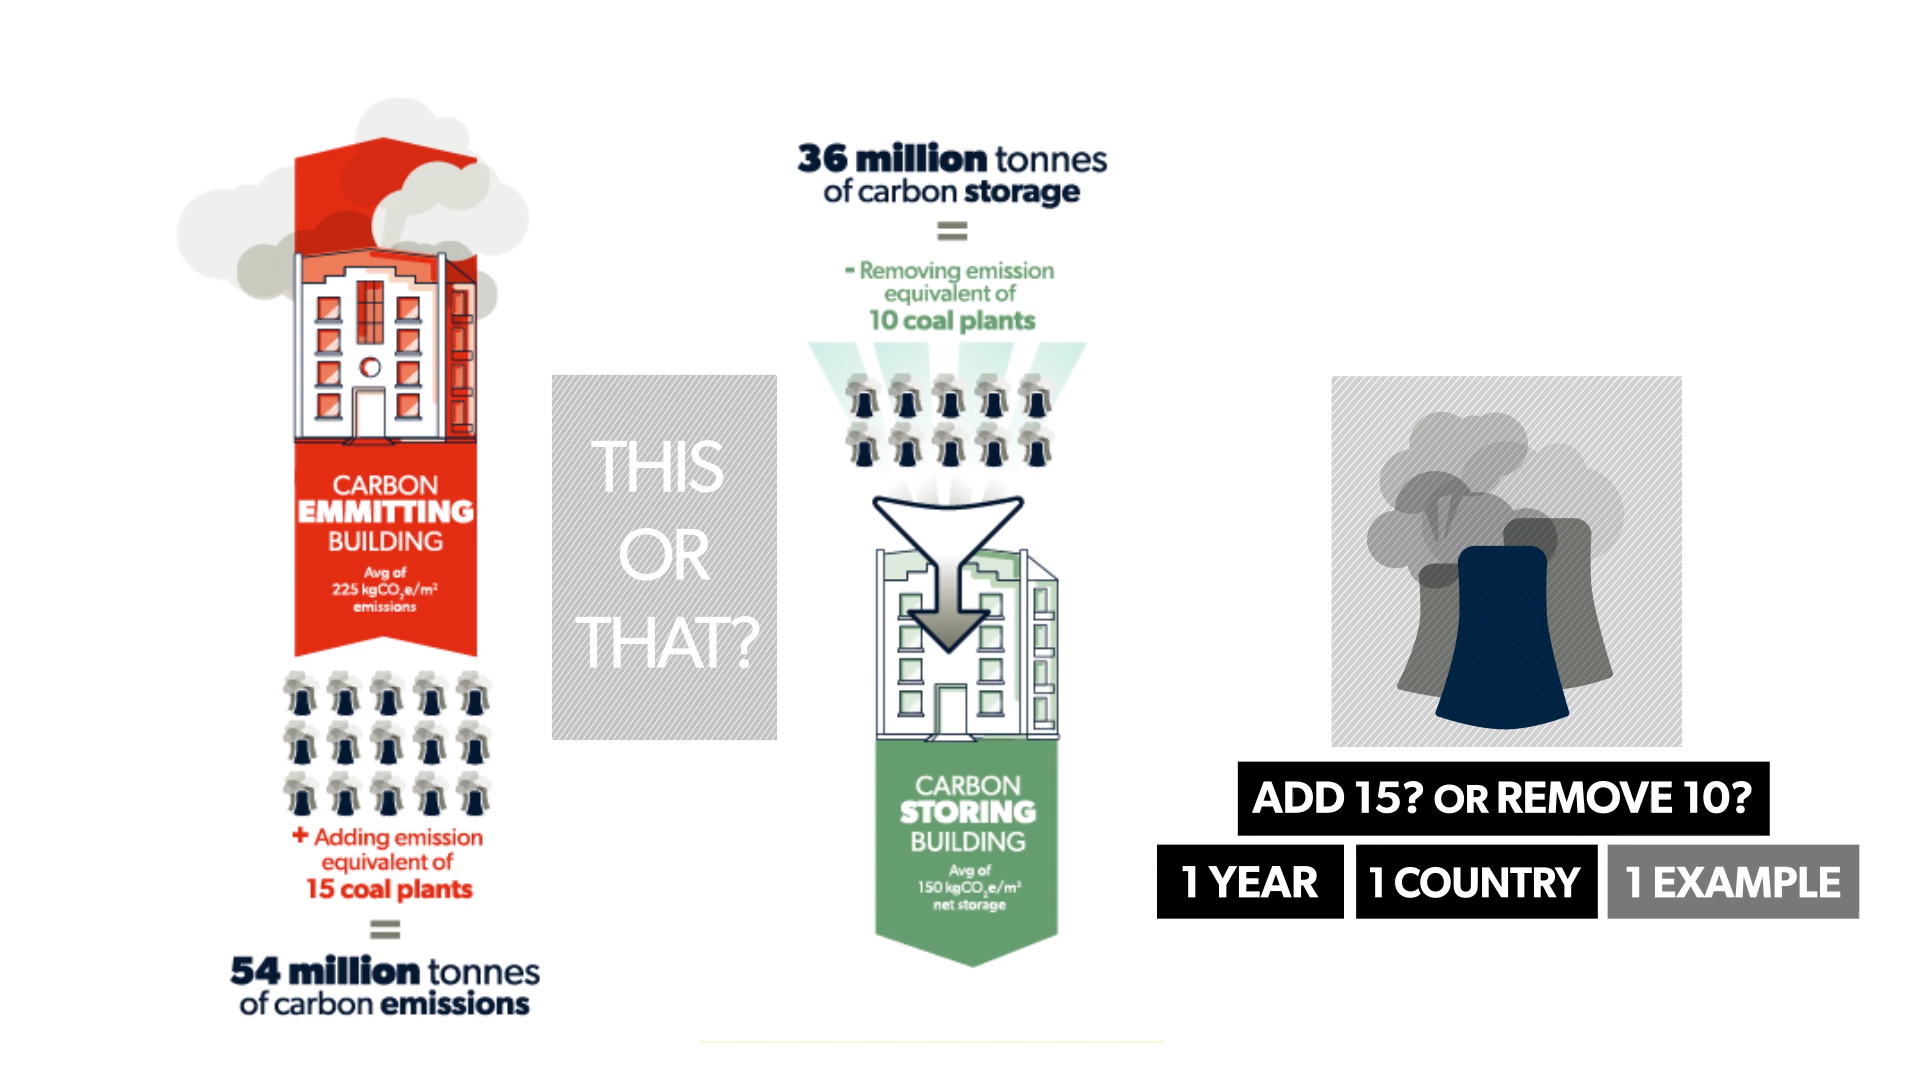 CARBON
EMMITTING
BUILDING
Avg of
225 kgCO₂e/m²
emissions
+ Adding emission
equivalent of
15 coal plants
=
54 million tonnes
of carbon emissions
THIS
OR
THAT?
36 million tonnes
of carbon storage
=
- Removing emission
equivalent of
10 coal plants
CARBON
STORING
BUILDING
Avg of
150 kgCO₂e/m²
net storage
ADD 15? OR REMOVE 10?
1 YEAR 1 COUNTRY 1 EXAMPLE